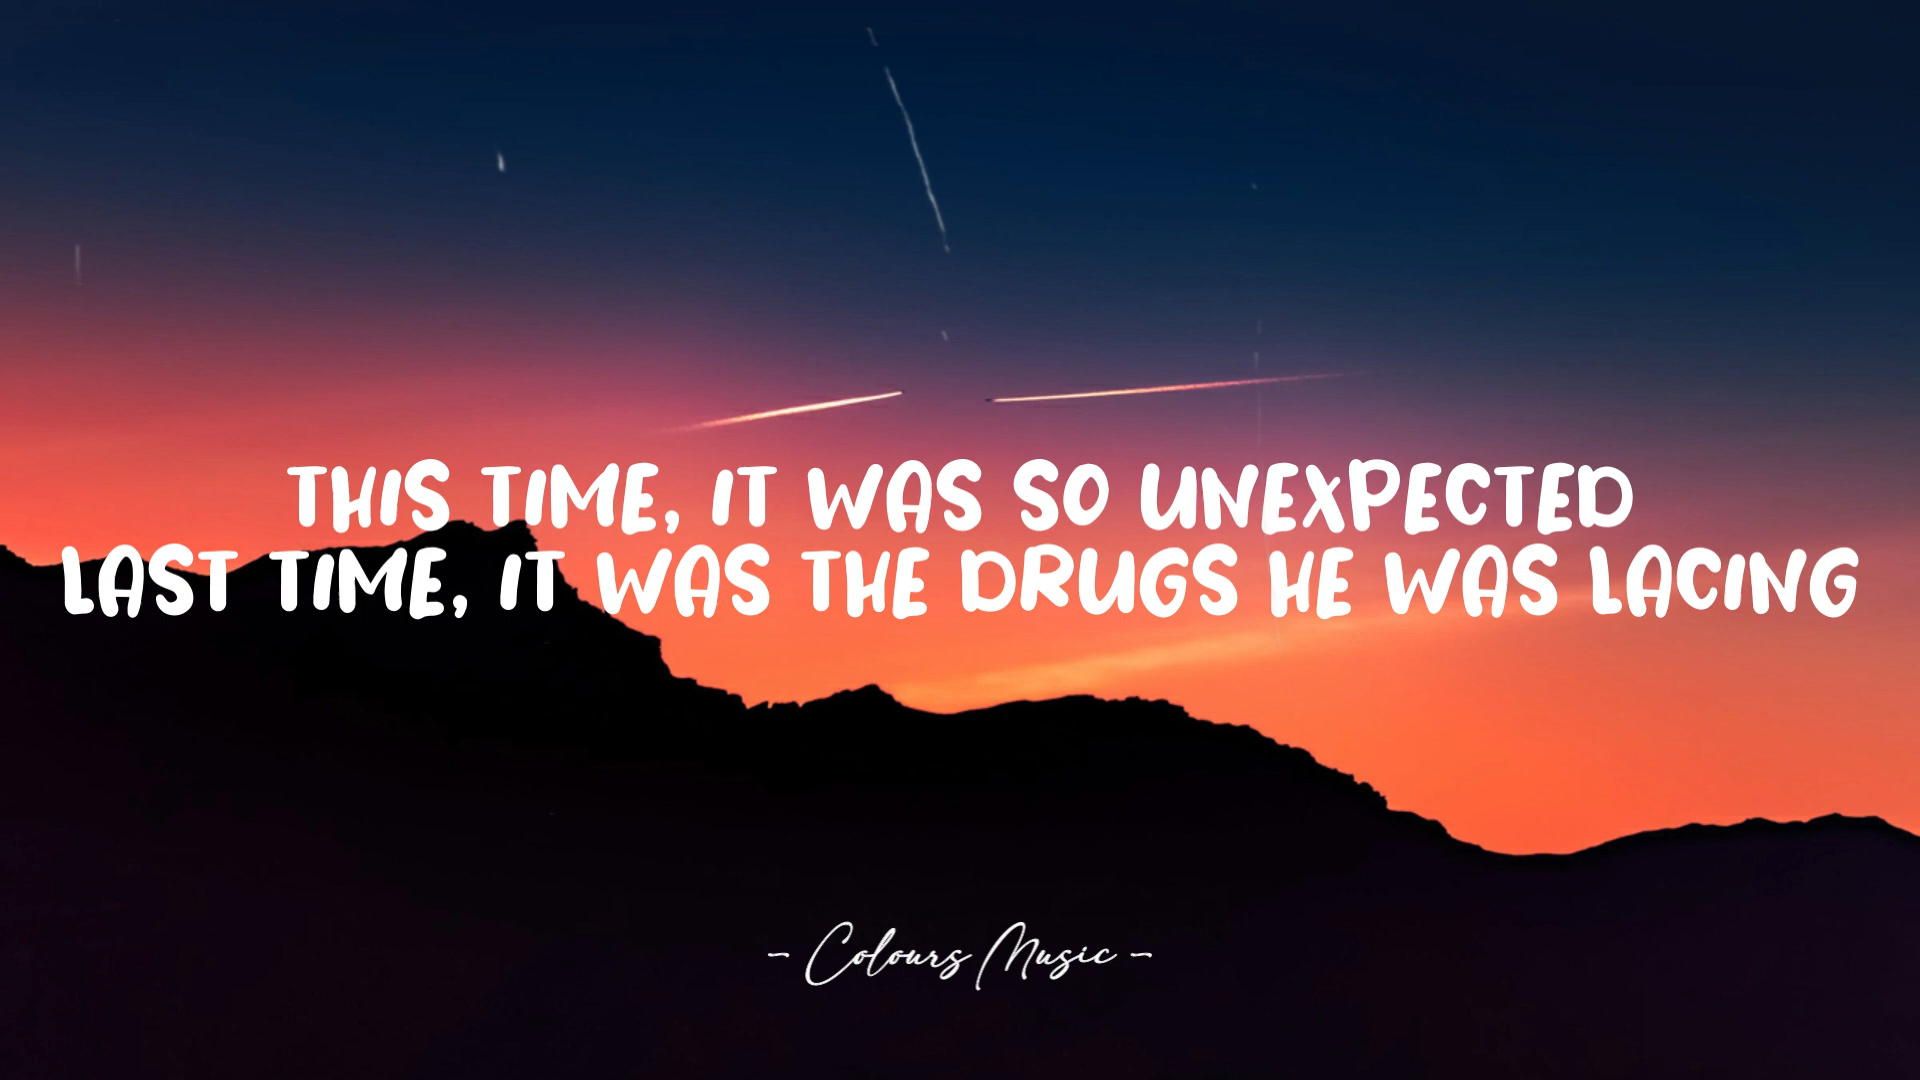 THIS TIME, IT WAS SO UNEXPECTED
LAST TIME, IT WAS THE DRUGS HE WAS LACING
- Colours Music -